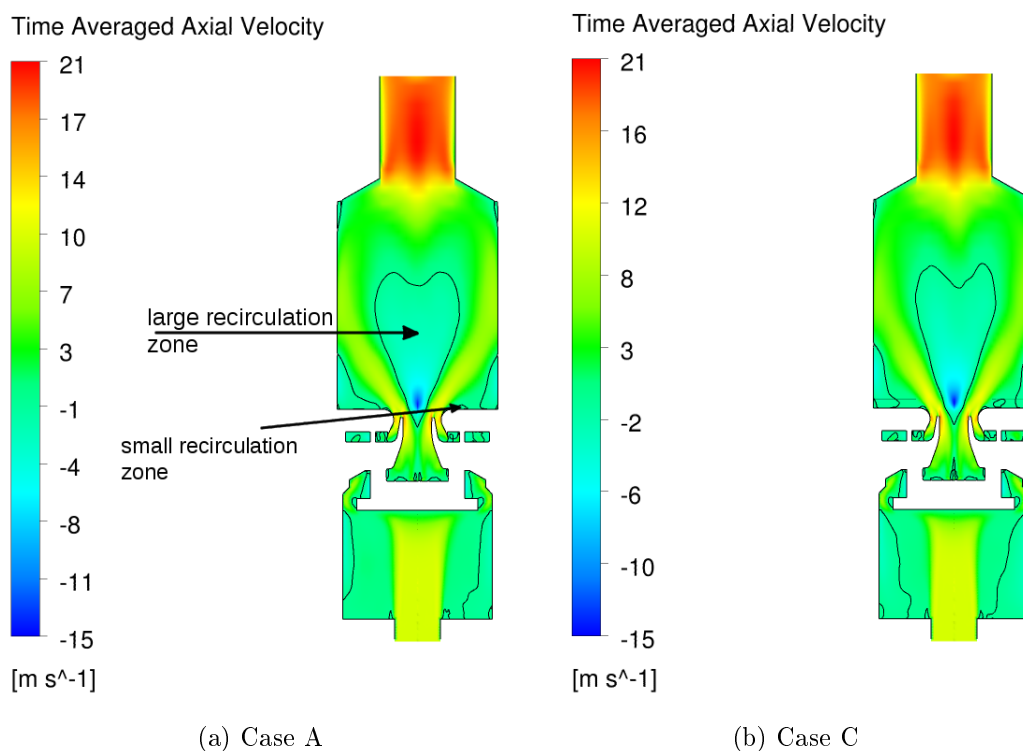 Time Averaged Axial Velocity
21
17
14
10
7
3
-1
-4
-8
-11
-15
[m s^-1]
large recirculation
zone
small recirculation
zone
(a) Case A
Time Averaged Axial Velocity
21
16
12
8
3
-2
-6
-10
-15
[m s^-1]
(b) Case C